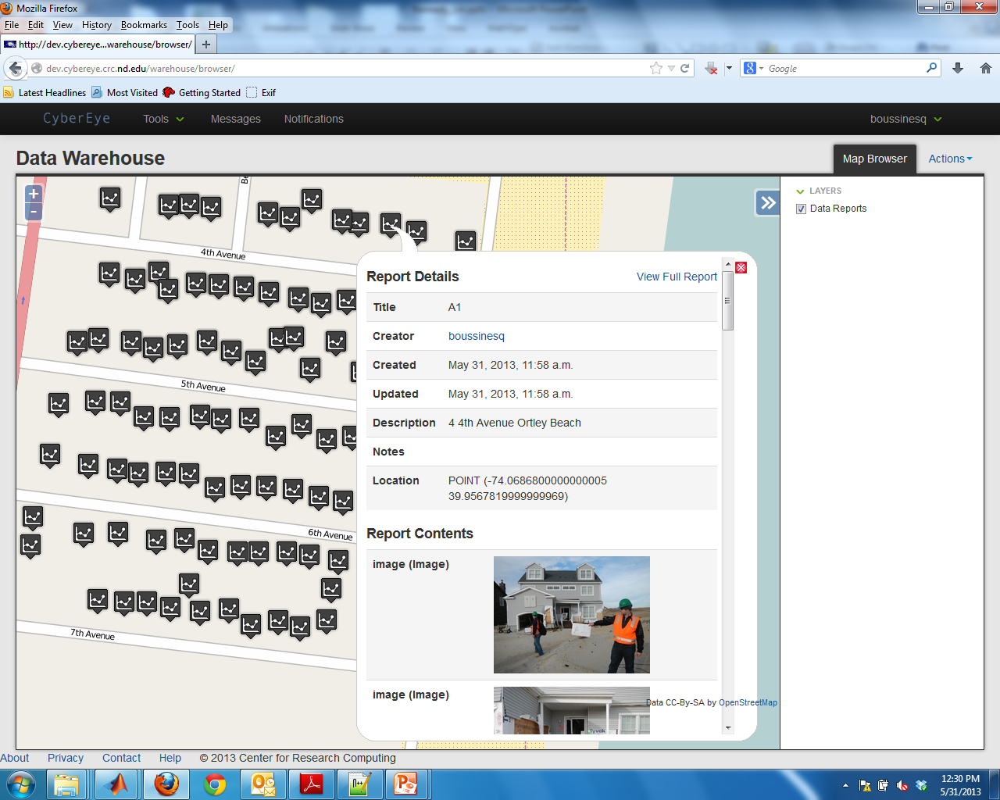 Mozilla Firefox
File Edit View History Bookmarks Tools Help
http://dev.cybereye...warehouse/browser/
dev.cybereye.crc.nd.edu/warehouse/browser/
Google
Latest Headlines Most Visited Getting Started Exif
CyberEye Tools Messages Notifications boussinesq
Data Warehouse
Map Browser Actions
+
-
LAYERS
Data Reports
4th Avenue
Report Details View Full Report
Title A1
Creator boussinesq
Created May 31, 2013, 11:58 a.m.
Updated May 31, 2013, 11:58 a.m.
Description 4 4th Avenue Ortley Beach
Notes
Location POINT (-74.0686800000000005
39.9567819999999969)
Report Contents
image (Image)
image (Image)
Tyvek
5th Avenue
6th Avenue
7th Avenue
Data CC-By-SA by OpenStreetMap
About Privacy Contact Help © 2013 Center for Research Computing
12:30 PM
5/31/2013